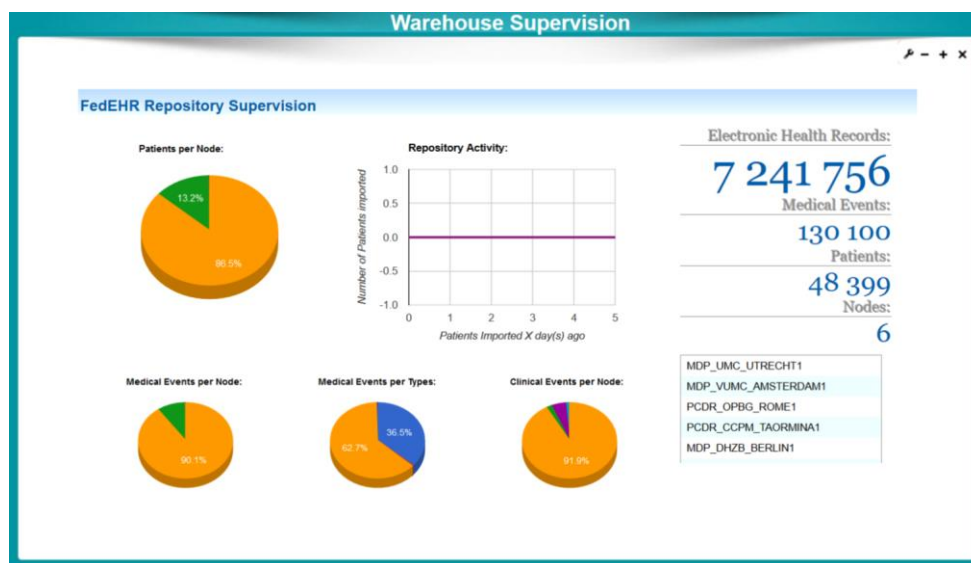 Warehouse Supervision
FedEHR Repository Supervision
Patients per Node:
13.2%
86.5%
Repository Activity:
Number of Patients imported
1.0
0.5
0.0
-0.5
-1.0
0 1 2 3 4 5
Patients Imported X day(s) ago
Electronic Health Records:
7 241 756
Medical Events:
130 100
Patients:
48 399
Nodes:
6
MDP_UMC_UTRECHT1
MDP_VUMC_AMSTERDAM1
PCDR_OPBG_ROME1
PCDR_CCPM_TAORMINA1
MDP_DHZB_BERLIN1
Medical Events per Node:
90.1%
Medical Events per Types:
36.5%
62.7%
Clinical Events per Node:
91.9%